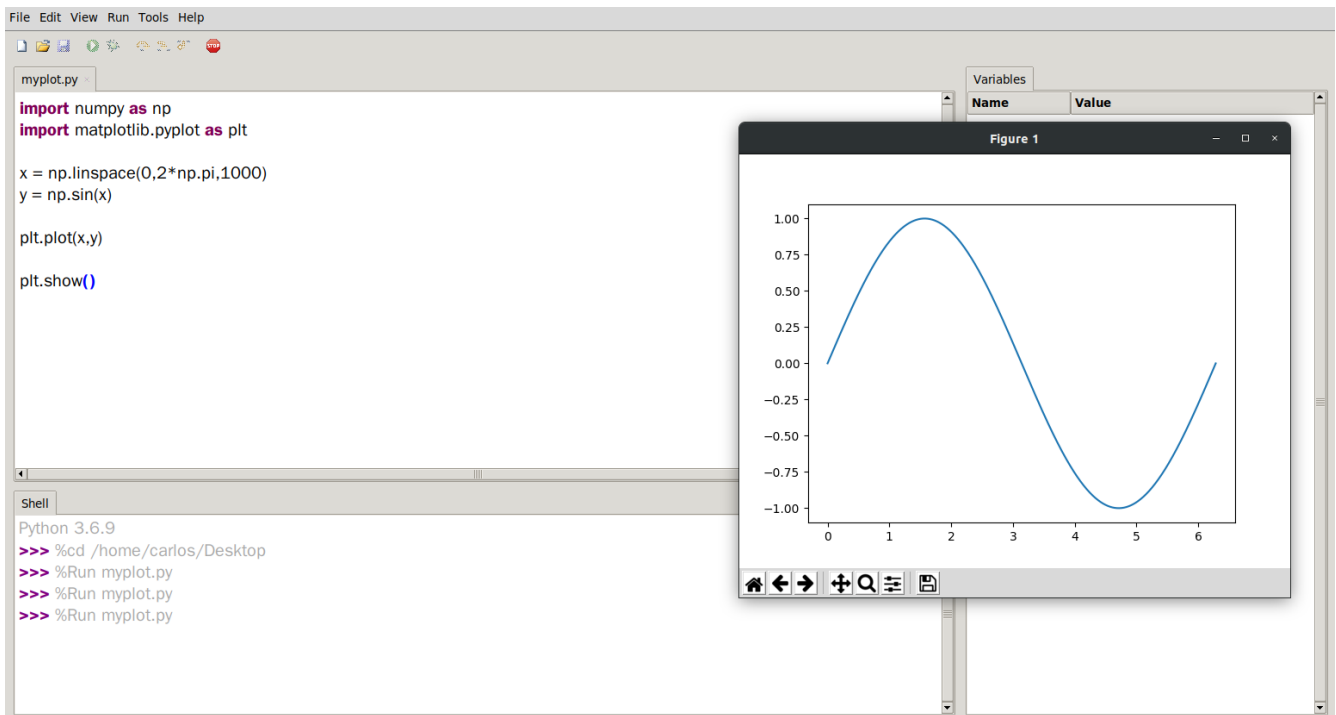 File Edit View Run Tools Help
STOP
myplot.py
import numpy as np
import matplotlib.pyplot as plt
x = np.linspace(0,2*np.pi,1000)
y = np.sin(x)
plt.plot(x,y)
plt.show()
Shell
Python 3.6.9
>>> %cd /home/carlos/Desktop
>>> %Run myplot.py
>>> %Run myplot.py
>>> %Run myplot.py
Variables
Name Value
Figure 1
1.00
0.75
0.50
0.25
0.00
−0.25
−0.50
−0.75
−1.00
0 1 2 3 4 5 6